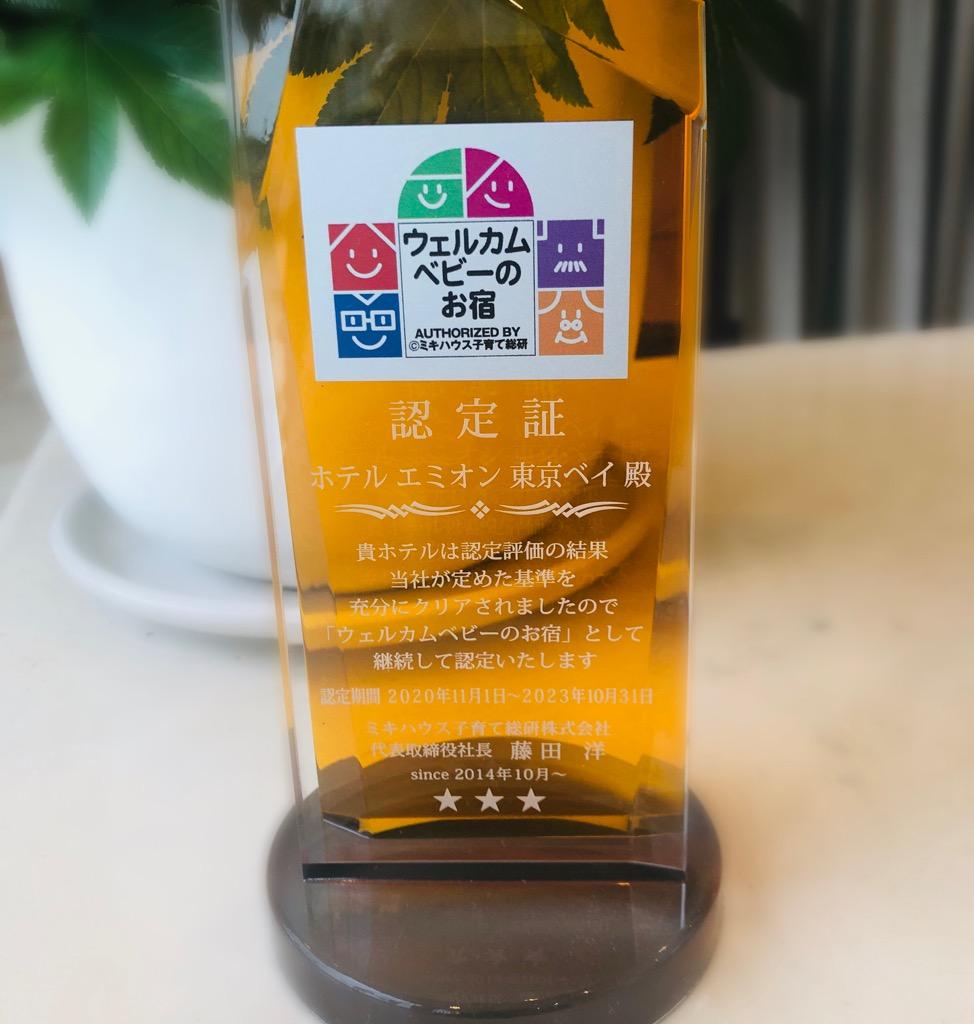 ウェルカム
ベビーの
お宿
AUTHORIZED BY
©ミキハウス子育て総研
認定証
ホテル エミオン 東京ベイ 殿
貴ホテルは認定評価の結果
当社が定めた基準を
充分にクリアされましたので
「ウェルカムベビーのお宿」として
継続して認定いたします
認定期間 2020年11月1日〜2023年10月31日
ミキハウス子育て総研株式会社
代表取締役社長 藤田 洋
since 2014年10月〜
★★★